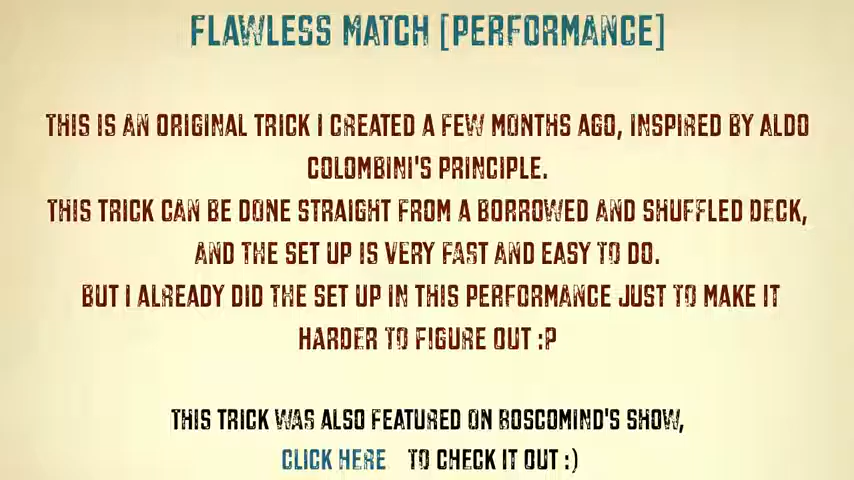 FLAWLESS MATCH [PERFORMANCE]
THIS IS AN ORIGINAL TRICK I CREATED A FEW MONTHS AGO, INSPIRED BY ALDO
COLOMBINI'S PRINCIPLE.
THIS TRICK CAN BE DONE STRAIGHT FROM A BORROWED AND SHUFFLED DECK,
AND THE SET UP IS VERY FAST AND EASY TO DO.
BUT I ALREADY DID THE SET UP IN THIS PERFORMANCE JUST TO MAKE IT
HARDER TO FIGURE OUT :P
THIS TRICK WAS ALSO FEATURED ON BOSCOMIND'S SHOW,
CLICK HERE TO CHECK IT OUT :)